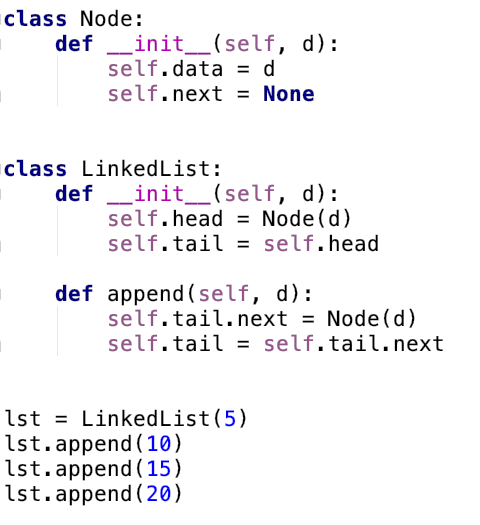 class Node:
    def __init__(self, d):
        self.data = d
        self.next = None
class LinkedList:
    def __init__(self, d):
        self.head = Node(d)
        self.tail = self.head
    def append(self, d):
        self.tail.next = Node(d)
        self.tail = self.tail.next
lst = LinkedList(5)
lst.append(10)
lst.append(15)
lst.append(20)